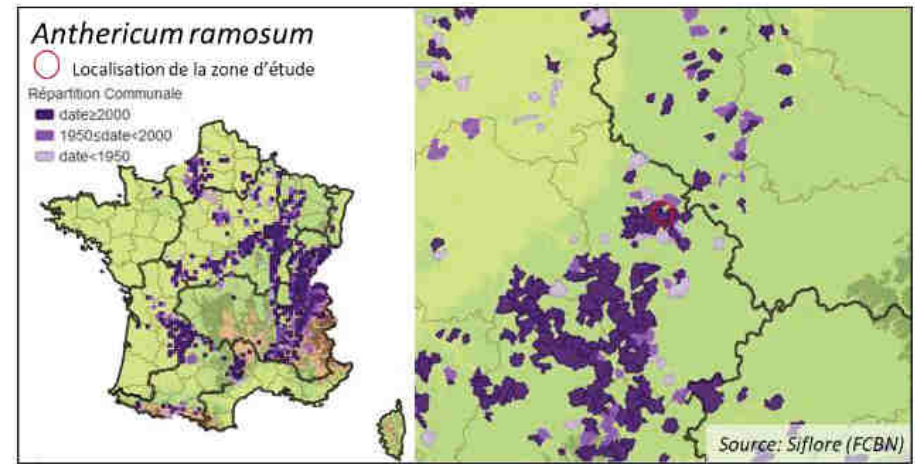 Anthericum ramosum
Localisation de la zone d'étude
Répartition Communale
date≥2000
1950≤date<2000
date<1950
Source: Siflore (FCBN)